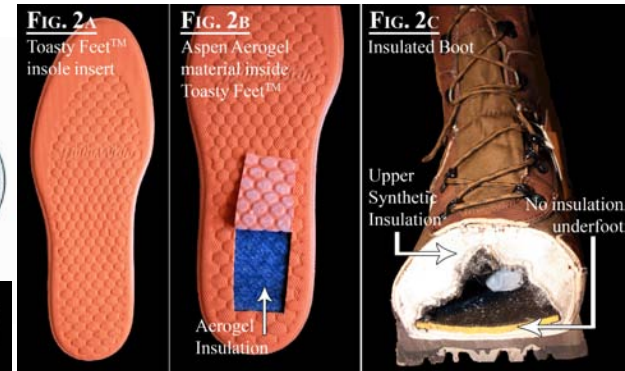 FIG. 2A
Toasty Feet™
insole insert
FIG. 2B
Aspen Aerogel
material inside
Toasty Feet™
Aerogel
Insulation
FIG. 2C
Insulated Boot
Upper
Synthetic
Insulation
No insulation
underfoot